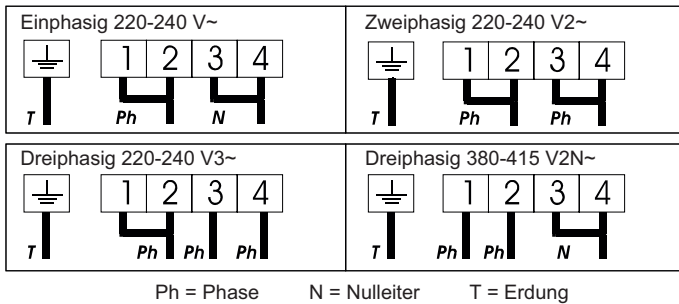 Einphasig 220-240 V~
1 2 3 4
T Ph N
Zweiphasig 220-240 V2~
1 2 3 4
T Ph Ph
Dreiphasig 220-240 V3~
1 2 3 4
T Ph Ph Ph
Dreiphasig 380-415 V2N~
1 2 3 4
T Ph Ph N
Ph = Phase N = Nulleiter T = Erdung